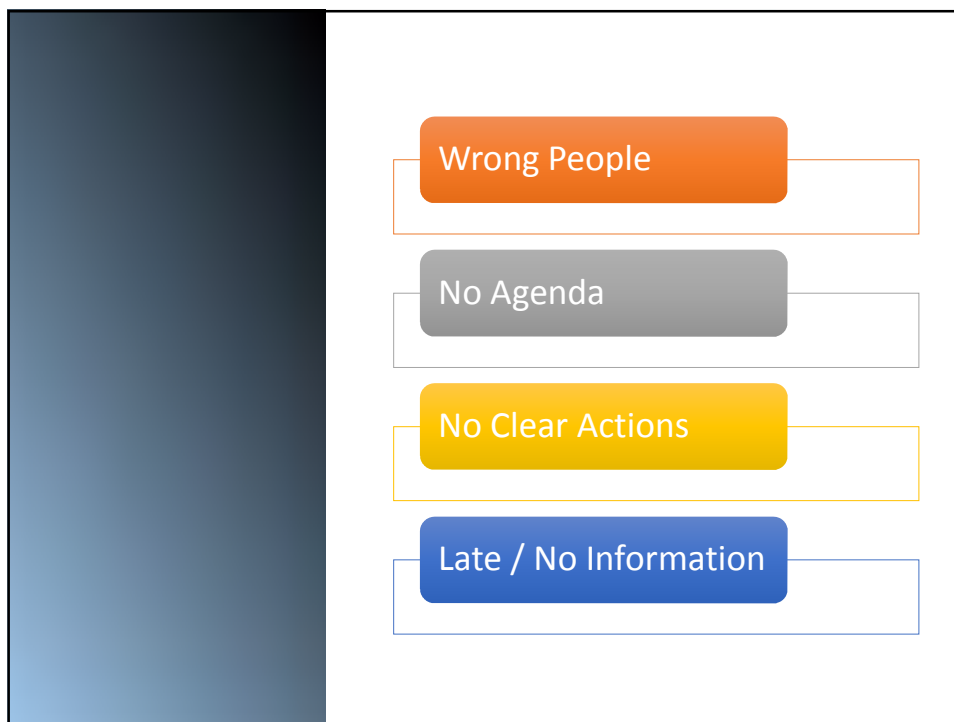 Wrong People
No Agenda
No Clear Actions
Late / No Information